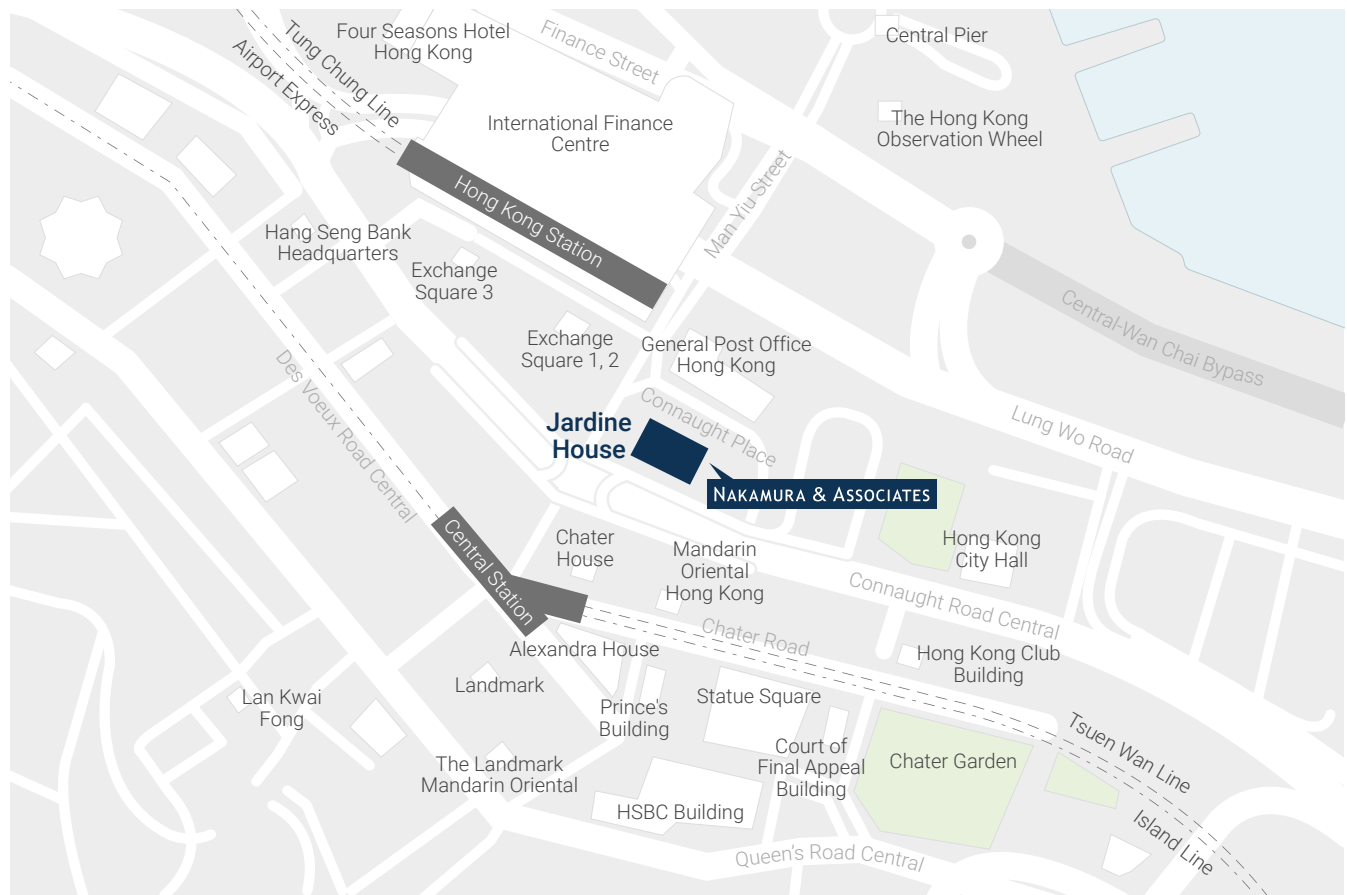 Four Seasons Hotel
Hong Kong
Tung Chung Line
Airport Express
Finance Street
Central Pier
International Finance
Centre
The Hong Kong
Observation Wheel
Hong Kong Station
Man Yiu Street
Hang Seng Bank
Headquarters
Exchange
Square 3
Exchange
Square 1, 2
General Post Office
Hong Kong
Central-Wan Chai Bypass
Des Voeux Road Central
Connaught Place
Lung Wo Road
Jardine
House
NAKAMURA & ASSOCIATES
Central Station
Chater
House
Mandarin
Oriental
Hong Kong
Hong Kong
City Hall
Connaught Road Central
Chater Road
Alexandra House
Hong Kong Club
Building
Landmark
Lan Kwai
Fong
Prince's
Building
Statue Square
Tsuen Wan Line
Court of
Final Appeal
Building
Chater Garden
The Landmark
Mandarin Oriental
HSBC Building
Island Line
Queen's Road Central